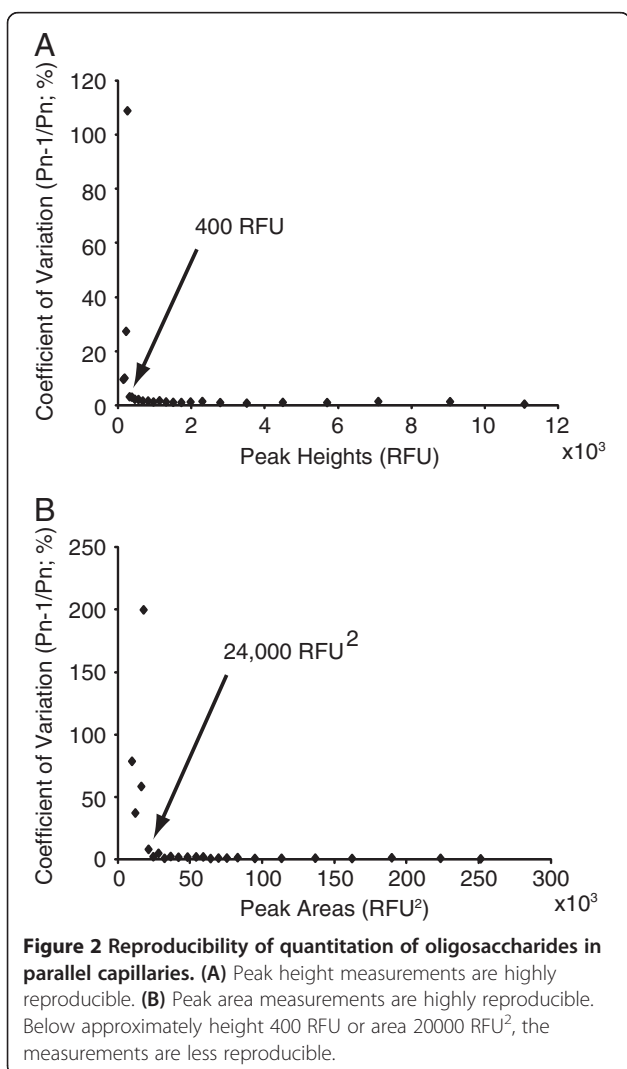 A
Coefficient of Variation (Pn-1/Pn; %)
120
100
80
60
40
20
0
400 RFU
0 2 4 6 8 10 12
x10³
Peak Heights (RFU)
B
Coefficient of Variation (Pn-1/Pn; %)
250
200
150
100
50
0
24,000 RFU²
0 50 100 150 200 250 300
x10³
Peak Areas (RFU²)
Figure 2 Reproducibility of quantitation of oligosaccharides in
parallel capillaries. (A) Peak height measurements are highly
reproducible. (B) Peak area measurements are highly reproducible.
Below approximately height 400 RFU or area 20000 RFU², the
measurements are less reproducible.